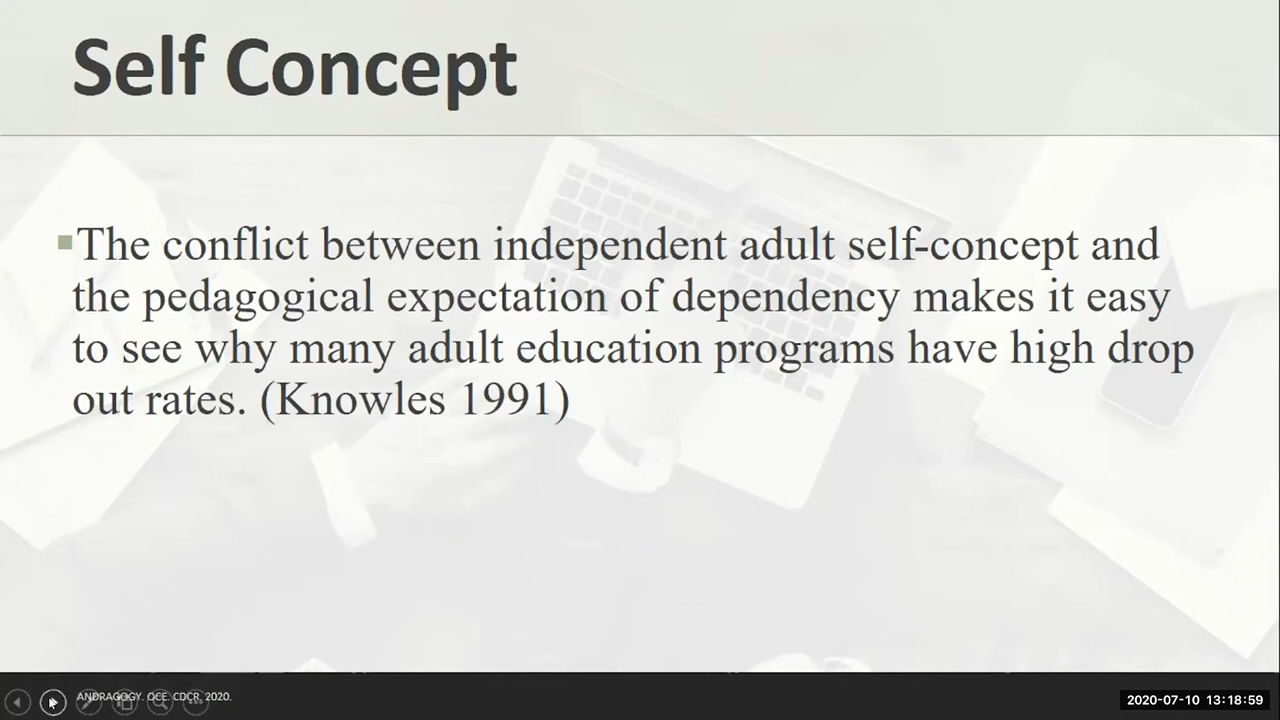 Self Concept
The conflict between independent adult self-concept and
the pedagogical expectation of dependency makes it easy
to see why many adult education programs have high drop
out rates. (Knowles 1991)
ANDRAGOGY. OCE. CDCR. 2020.
2020-07-10 13:18:59